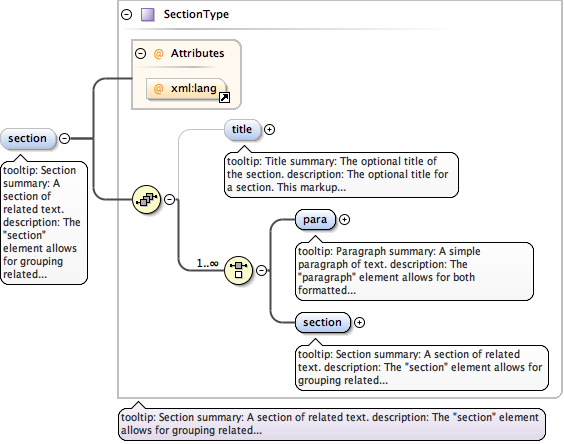 SectionType
@ Attributes
@ xml:lang
section
tooltip: Section
summary: A
section of
related text.
description: The
"section"
element allows
for grouping
related...
title
tooltip: Title summary: The optional title of
the section. description: The optional title for
a section. This markup...
1..∞
para
tooltip: Paragraph summary: A simple
paragraph of text. description: The
"paragraph" element allows for both
formatted...
section
tooltip: Section summary: A section of related
text. description: The "section" element allows for
grouping related...
tooltip: Section summary: A section of related text. description: The "section" element
allows for grouping related...